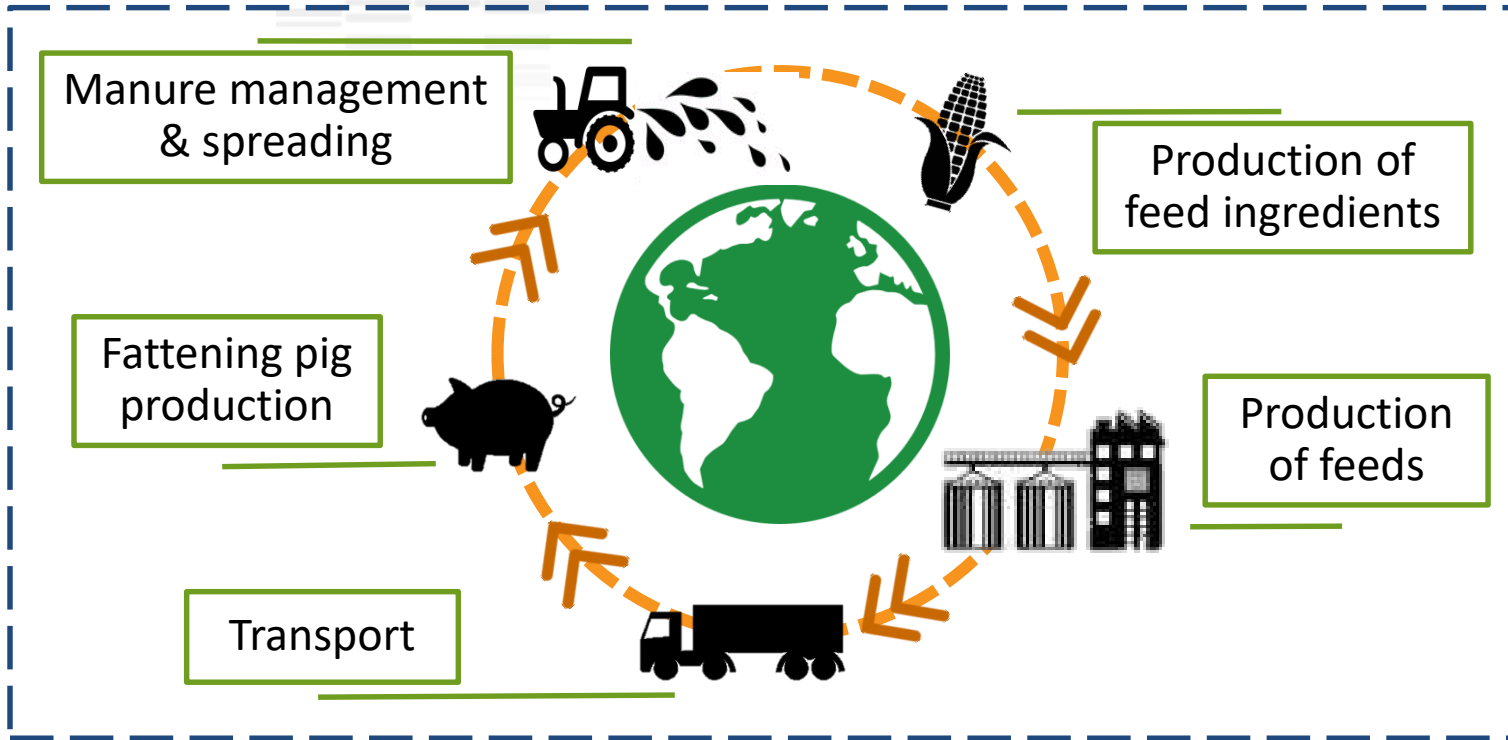 Manure management
& spreading
Production of
feed ingredients
Fattening pig
production
Production
of feeds
Transport